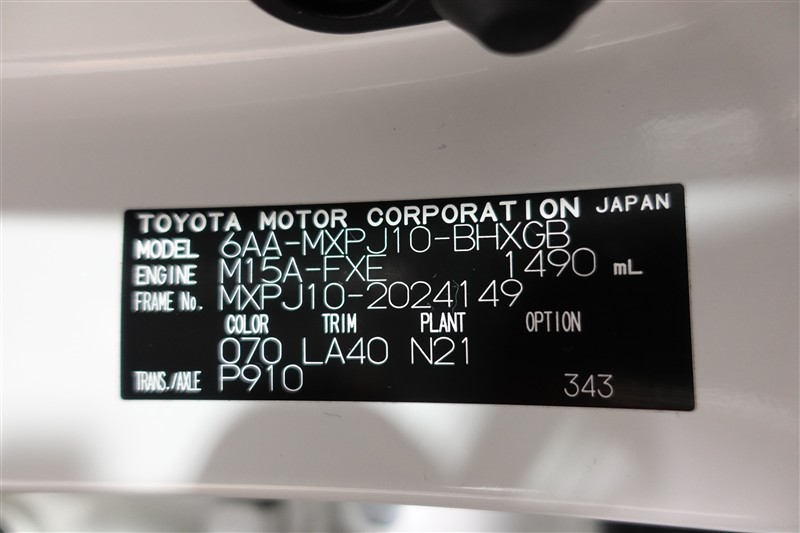 TOYOTA MOTOR CORPORATION JAPAN
MODEL 6AA-MXPJ10-BHXGB
ENGINE M15A-FXE 1490 mL
FRAME No. MXPJ10-2024149
COLOR TRIM PLANT OPTION
070 LA40 N21
TRANS./AXLE P910 343